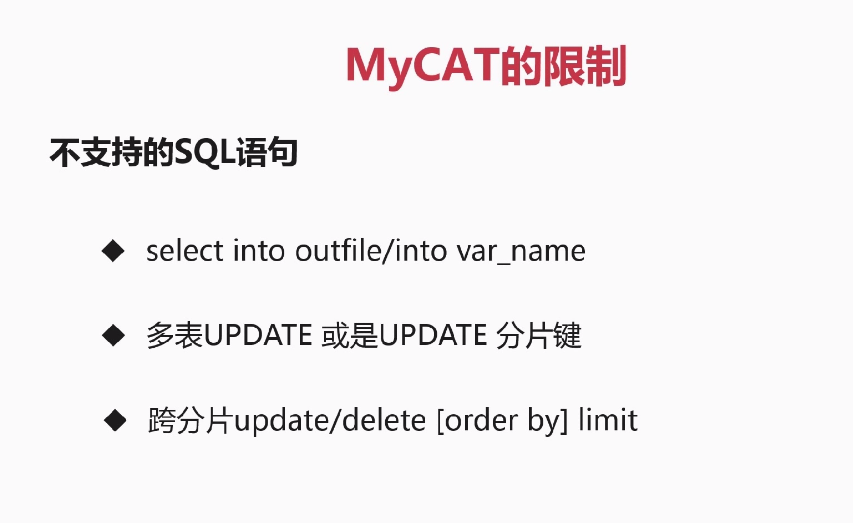 MyCAT的限制
不支持的SQL语句
◆ select into outfile/into var_name
◆ 多表UPDATE 或是UPDATE 分片键
◆ 跨分片update/delete [order by] limit